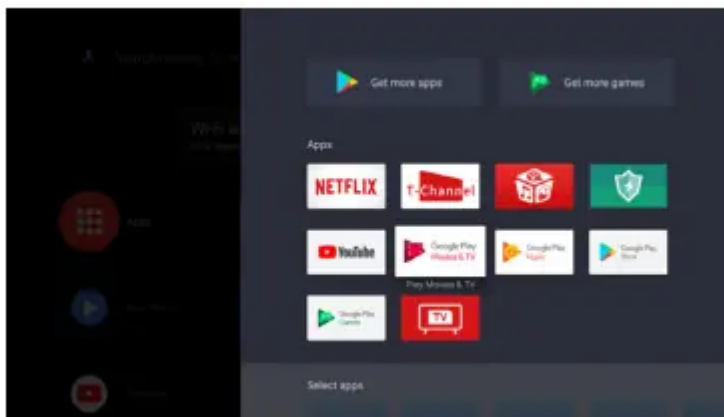 Get more apps
Get more games
Apps
NETFLIX
T-Channel
YouTube
Google Play
Movies & TV
Google Play
Music
Google Play
Store
Play Movies & TV
Google Play
Games
TV
Select apps
Apps